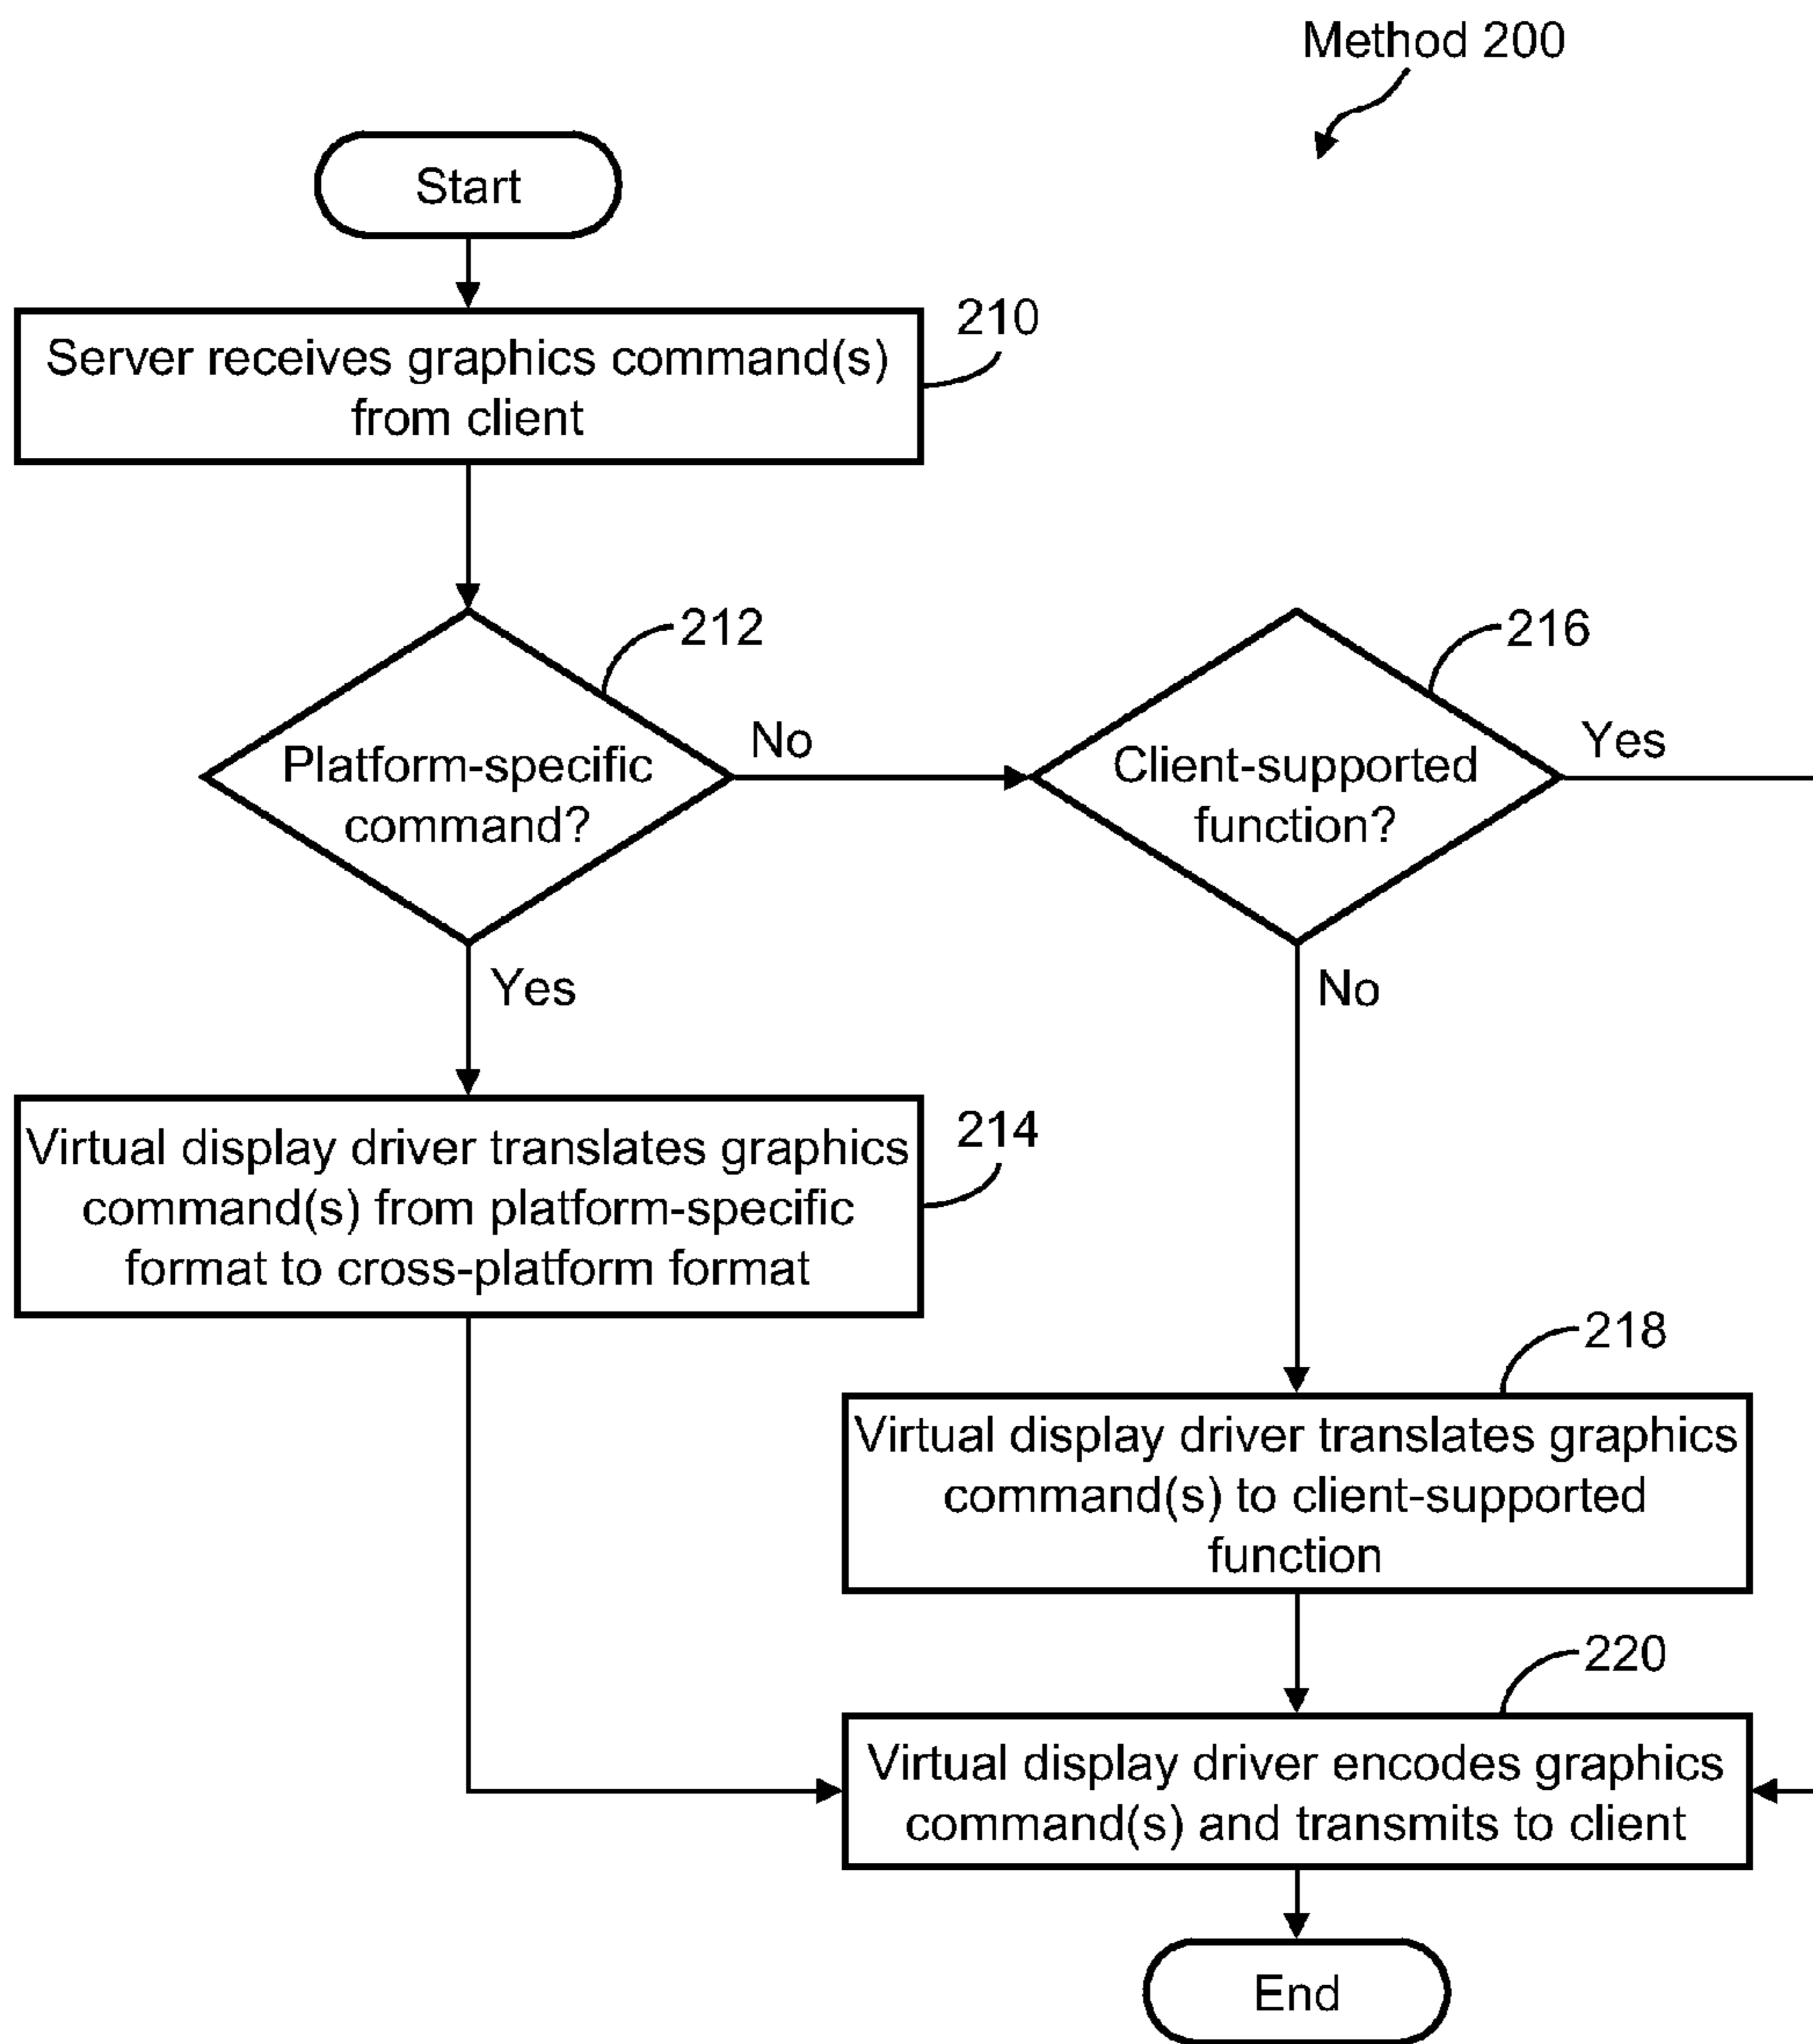 Method 200
Start
210
Server receives graphics command(s)
from client
212
Platform-specific
command?
No
216
Client-supported
function?
Yes
Yes
No
214
Virtual display driver translates graphics
command(s) from platform-specific
format to cross-platform format
218
Virtual display driver translates graphics
command(s) to client-supported
function
220
Virtual display driver encodes graphics
command(s) and transmits to client
End